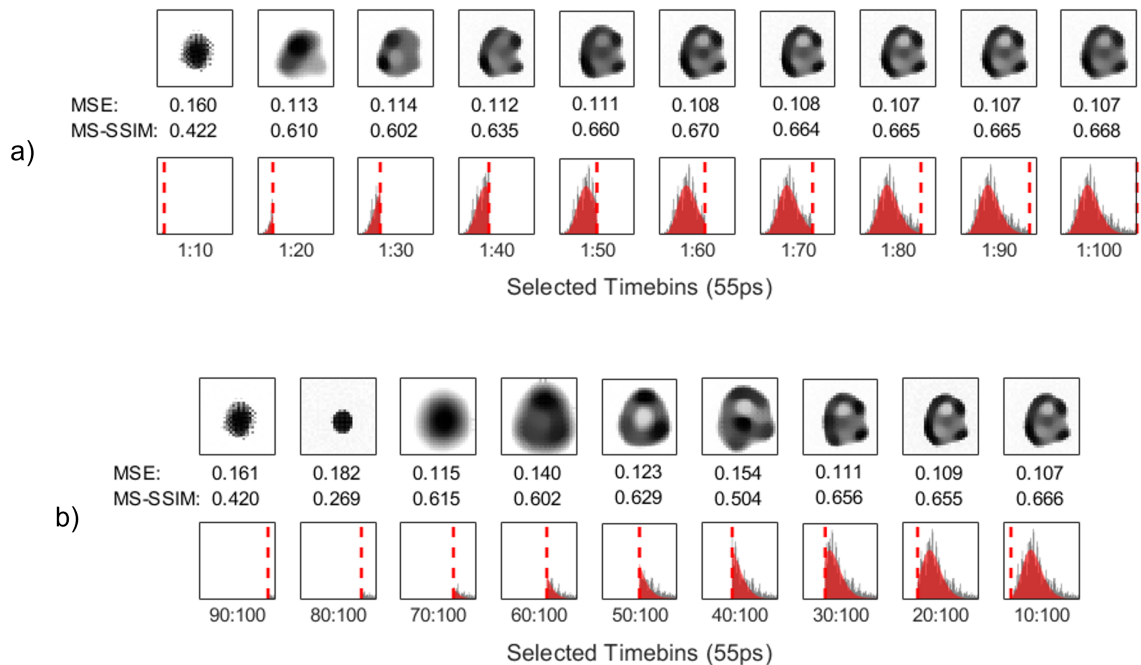 MSE: 0.160 0.113 0.114 0.112 0.111 0.108 0.108 0.107 0.107 0.107
MS-SSIM: 0.422 0.610 0.602 0.635 0.660 0.670 0.664 0.665 0.665 0.668
a)
1:10 1:20 1:30 1:40 1:50 1:60 1:70 1:80 1:90 1:100
Selected Timebins (55ps)
MSE: 0.161 0.182 0.115 0.140 0.123 0.154 0.111 0.109 0.107
MS-SSIM: 0.420 0.269 0.615 0.602 0.629 0.504 0.656 0.655 0.666
b)
90:100 80:100 70:100 60:100 50:100 40:100 30:100 20:100 10:100
Selected Timebins (55ps)